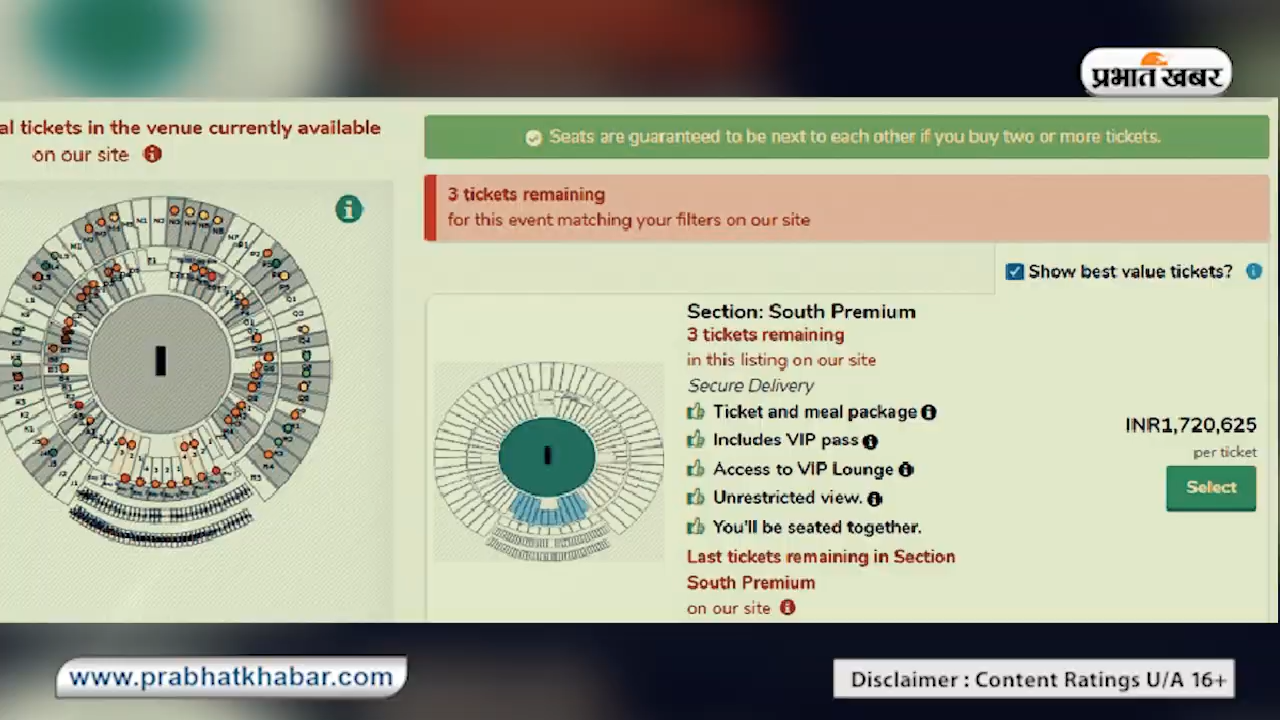 प्रभात खबर
al tickets in the venue currently available
on our site
Seats are guaranteed to be next to each other if you buy two or more tickets.
3 tickets remaining
for this event matching your filters on our site
Show best value tickets?
Section: South Premium
3 tickets remaining
in this listing on our site
Secure Delivery
Ticket and meal package
Includes VIP pass
Access to VIP Lounge
Unrestricted view.
You'll be seated together.
Last tickets remaining in Section
South Premium
on our site
INR1,720,625
per ticket
Select
www.prabhatkhabar.com
Disclaimer : Content Ratings U/A 16+